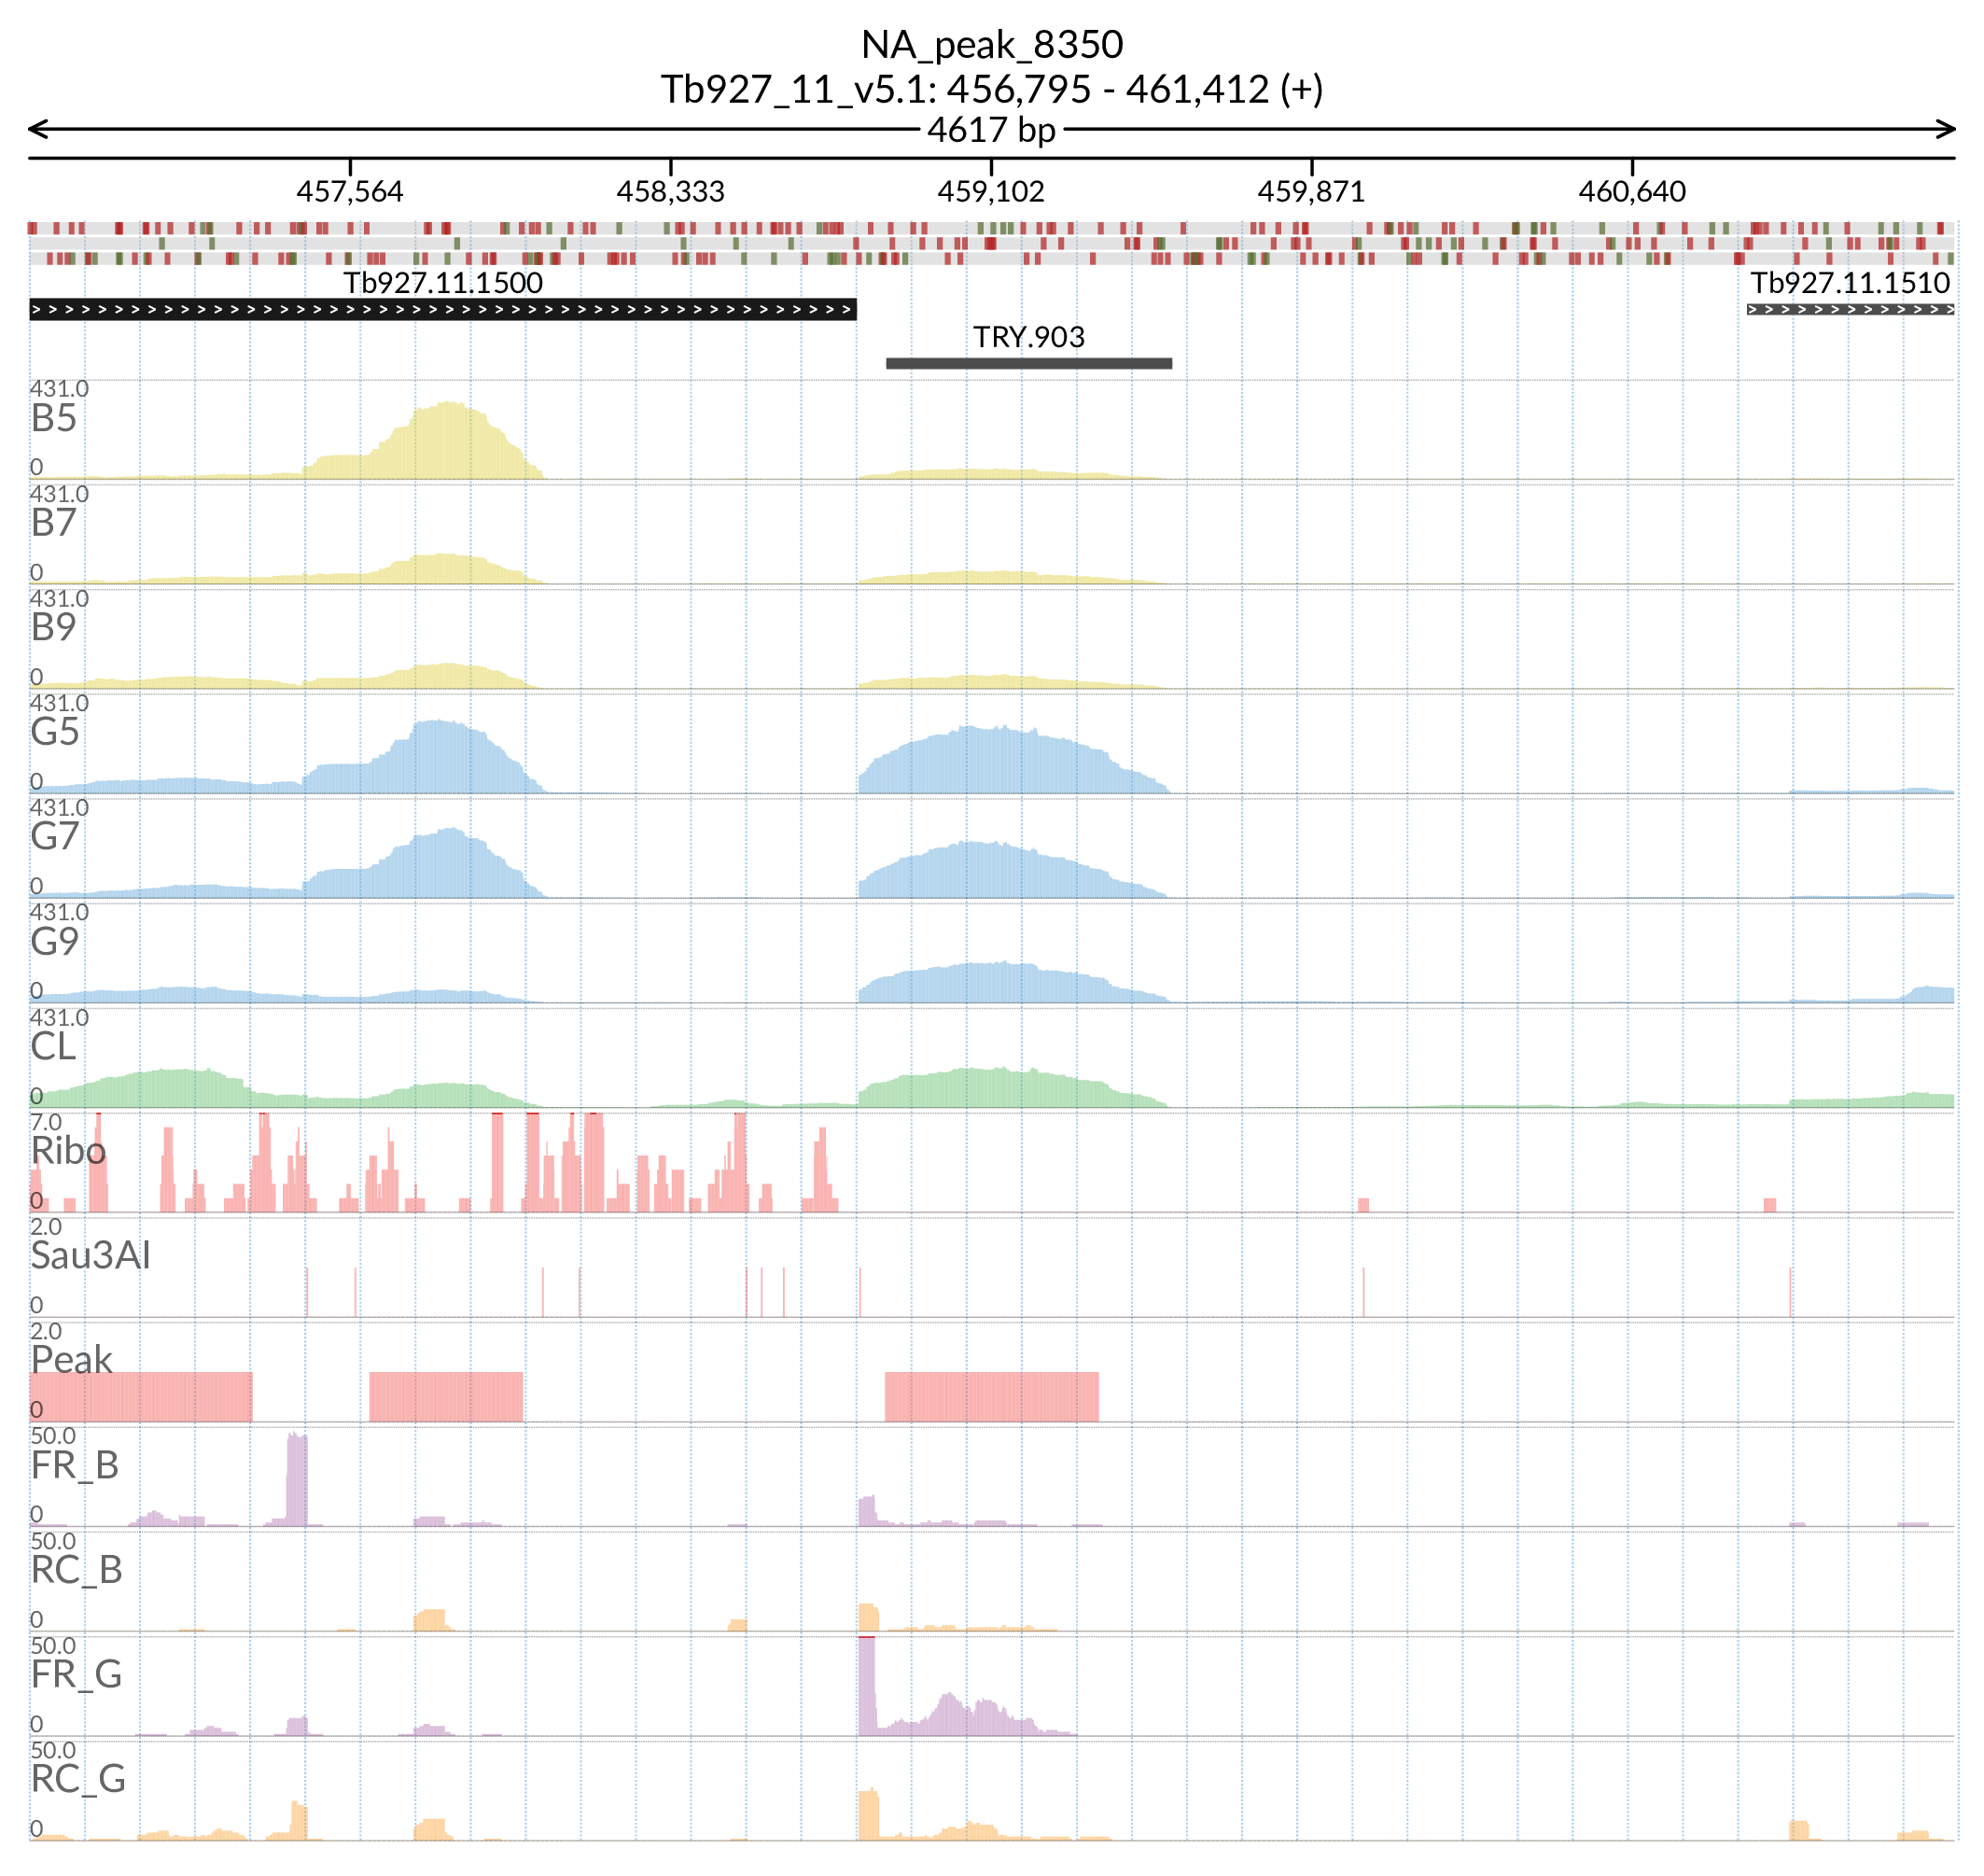 NA_peak_8350
Tb927_11_v5.1: 456,795 - 461,412 (+)
4617 bp
457,564 458,333 459,102 459,871 460,640
Tb927.11.1500 Tb927.11.1510
TRY.903
431.0
B5
0
431.0
B7
0
431.0
B9
0
431.0
G5
0
431.0
G7
0
431.0
G9
0
431.0
CL
0
7.0
Ribo
0
2.0
Sau3AI
0
2.0
Peak
0
50.0
FR_B
0
50.0
RC_B
0
50.0
FR_G
0
50.0
RC_G
0